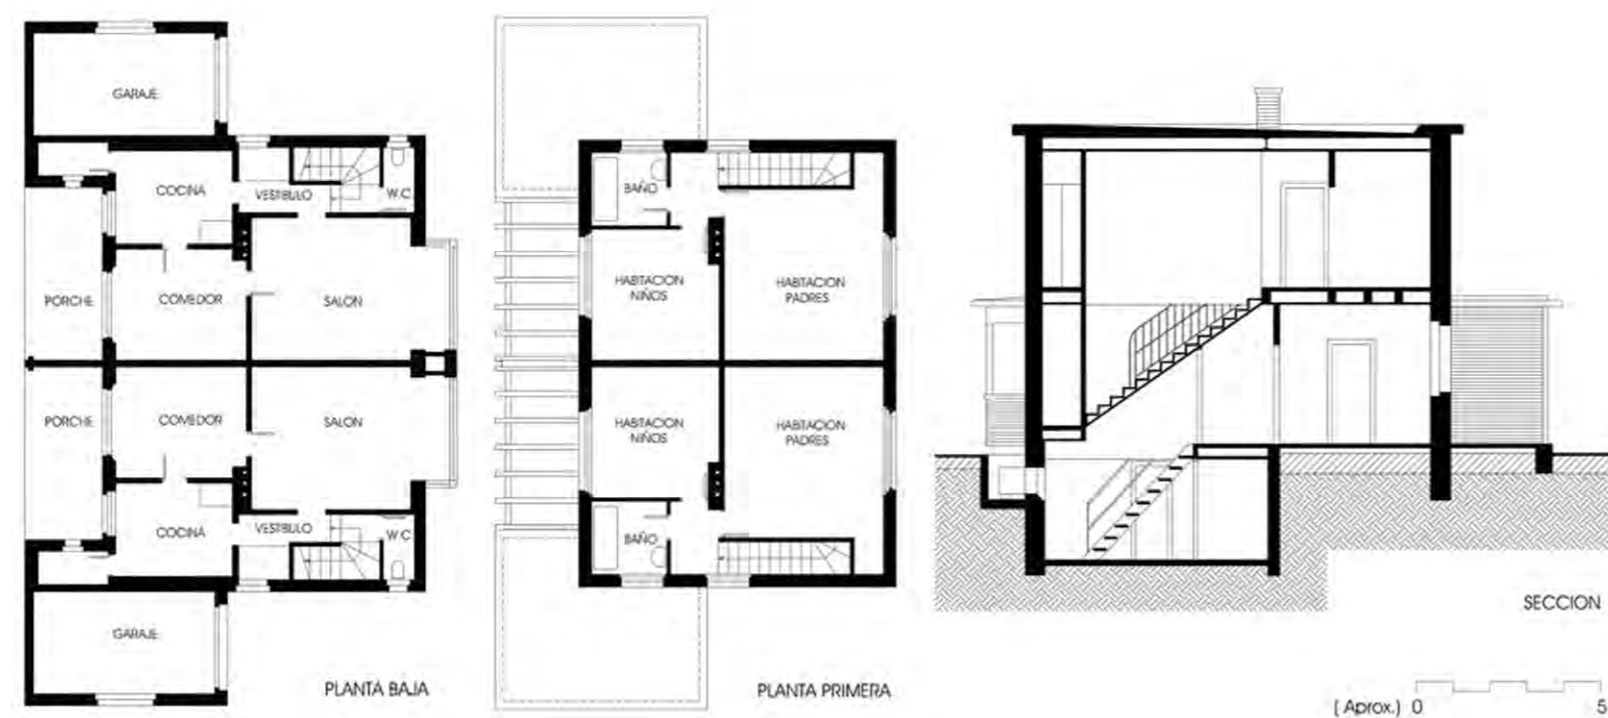 GARAJE
COCINA
VESTIBULO
W.C
PORCHE
COMEDOR
SALON
PORCHE
COMEDOR
SALON
COCINA
VESTIBULO
W.C
GARAJE
PLANTA BAJA
BAÑO
HABITACION
NIÑOS
HABITACION
PADRES
HABITACION
NIÑOS
HABITACION
PADRES
BAÑO
PLANTA PRIMERA
SECCION
( Aprox.) 0 5